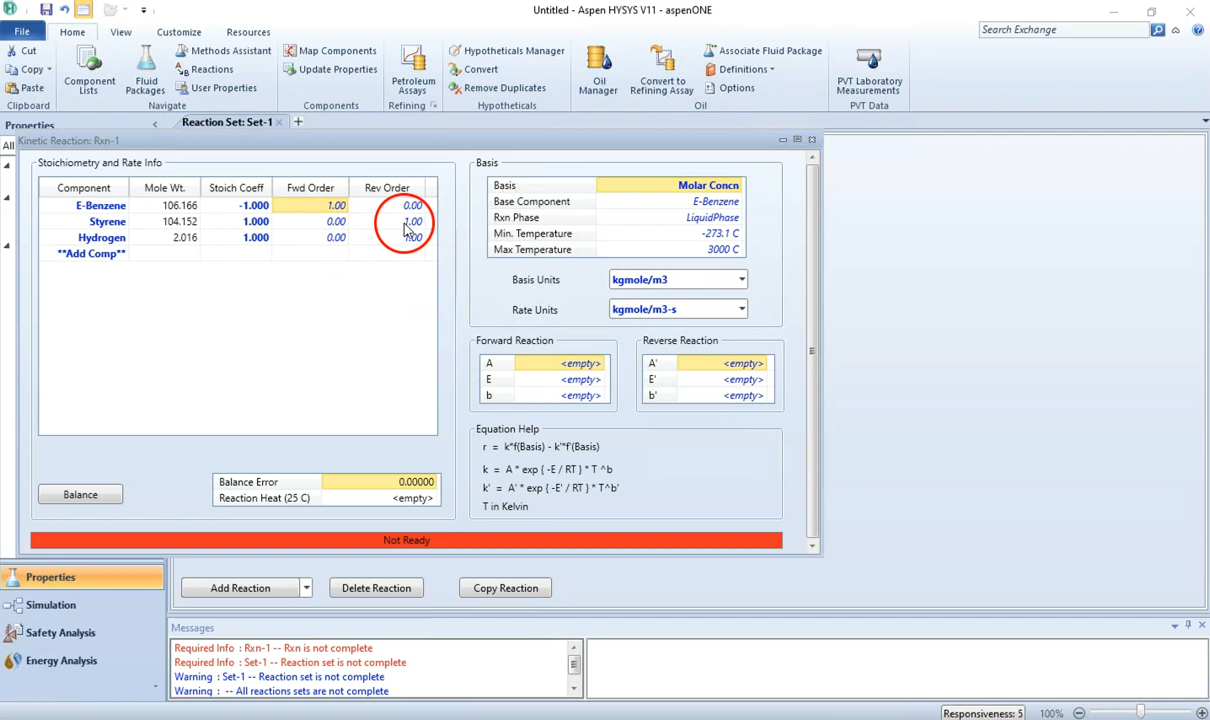 Untitled - Aspen HYSYS V11 - aspenONE
File Home View Customize Resources Search Exchange
Cut Methods Assistant Map Components Hypotheticals Manager Associate Fluid Package
Copy Reactions Update Properties Convert Definitions
Paste User Properties Remove Duplicates Options
Component Lists
Fluid Packages
Petroleum Assays
Oil Manager
Convert to Refining Assay
PVT Laboratory Measurements
Clipboard Navigate Components Refining Hypotheticals Oil PVT Data
Properties < Reaction Set: Set-1 × +
All
Kinetic Reaction: Rxn-1
Stoichiometry and Rate Info
Component Mole Wt. Stoich Coeff Fwd Order Rev Order
E-Benzene 106.166 -1.000 1.00 0.00
Styrene 104.152 1.000 0.00 1.00
Hydrogen 2.016 1.000 0.00 1.00
**Add Comp**
Balance
Balance Error 0.00000
Reaction Heat (25 C) <empty>
Basis
Basis Molar Concn
Base Component E-Benzene
Rxn Phase LiquidPhase
Min. Temperature -273.1 C
Max Temperature 3000 C
Basis Units kgmole/m3
Rate Units kgmole/m3-s
Forward Reaction
A <empty>
E <empty>
b <empty>
Reverse Reaction
A' <empty>
E' <empty>
b' <empty>
Equation Help
r = k*f(Basis) - k'*f'(Basis)
k = A * exp { -E / RT } * T ^b
k' = A' * exp { -E' / RT } * T^b'
T in Kelvin
Not Ready
Properties
Simulation
Safety Analysis
Energy Analysis
Add Reaction Delete Reaction Copy Reaction
Messages
Required Info : Rxn-1 -- Rxn is not complete
Required Info : Set-1 -- Reaction set is not complete
Warning : Set-1 -- Reaction set is not complete
Warning : -- All reactions sets are not complete
Responsiveness: 5 100%